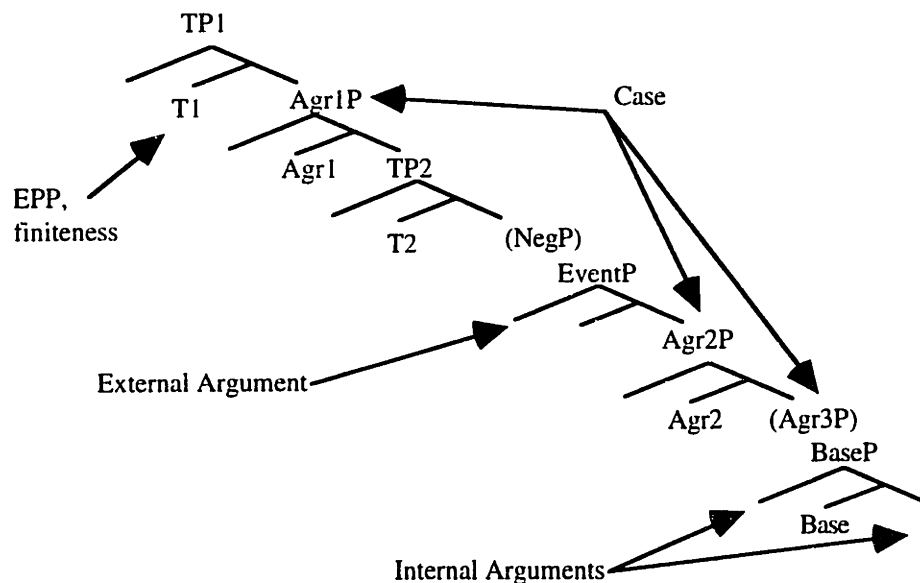 TP1
T1 Agr1P Case
Agr1 TP2
EPP,
finiteness
T2 (NegP)
EventP
Agr2P
External Argument
Agr2 (Agr3P)
BaseP
Base
Internal Arguments